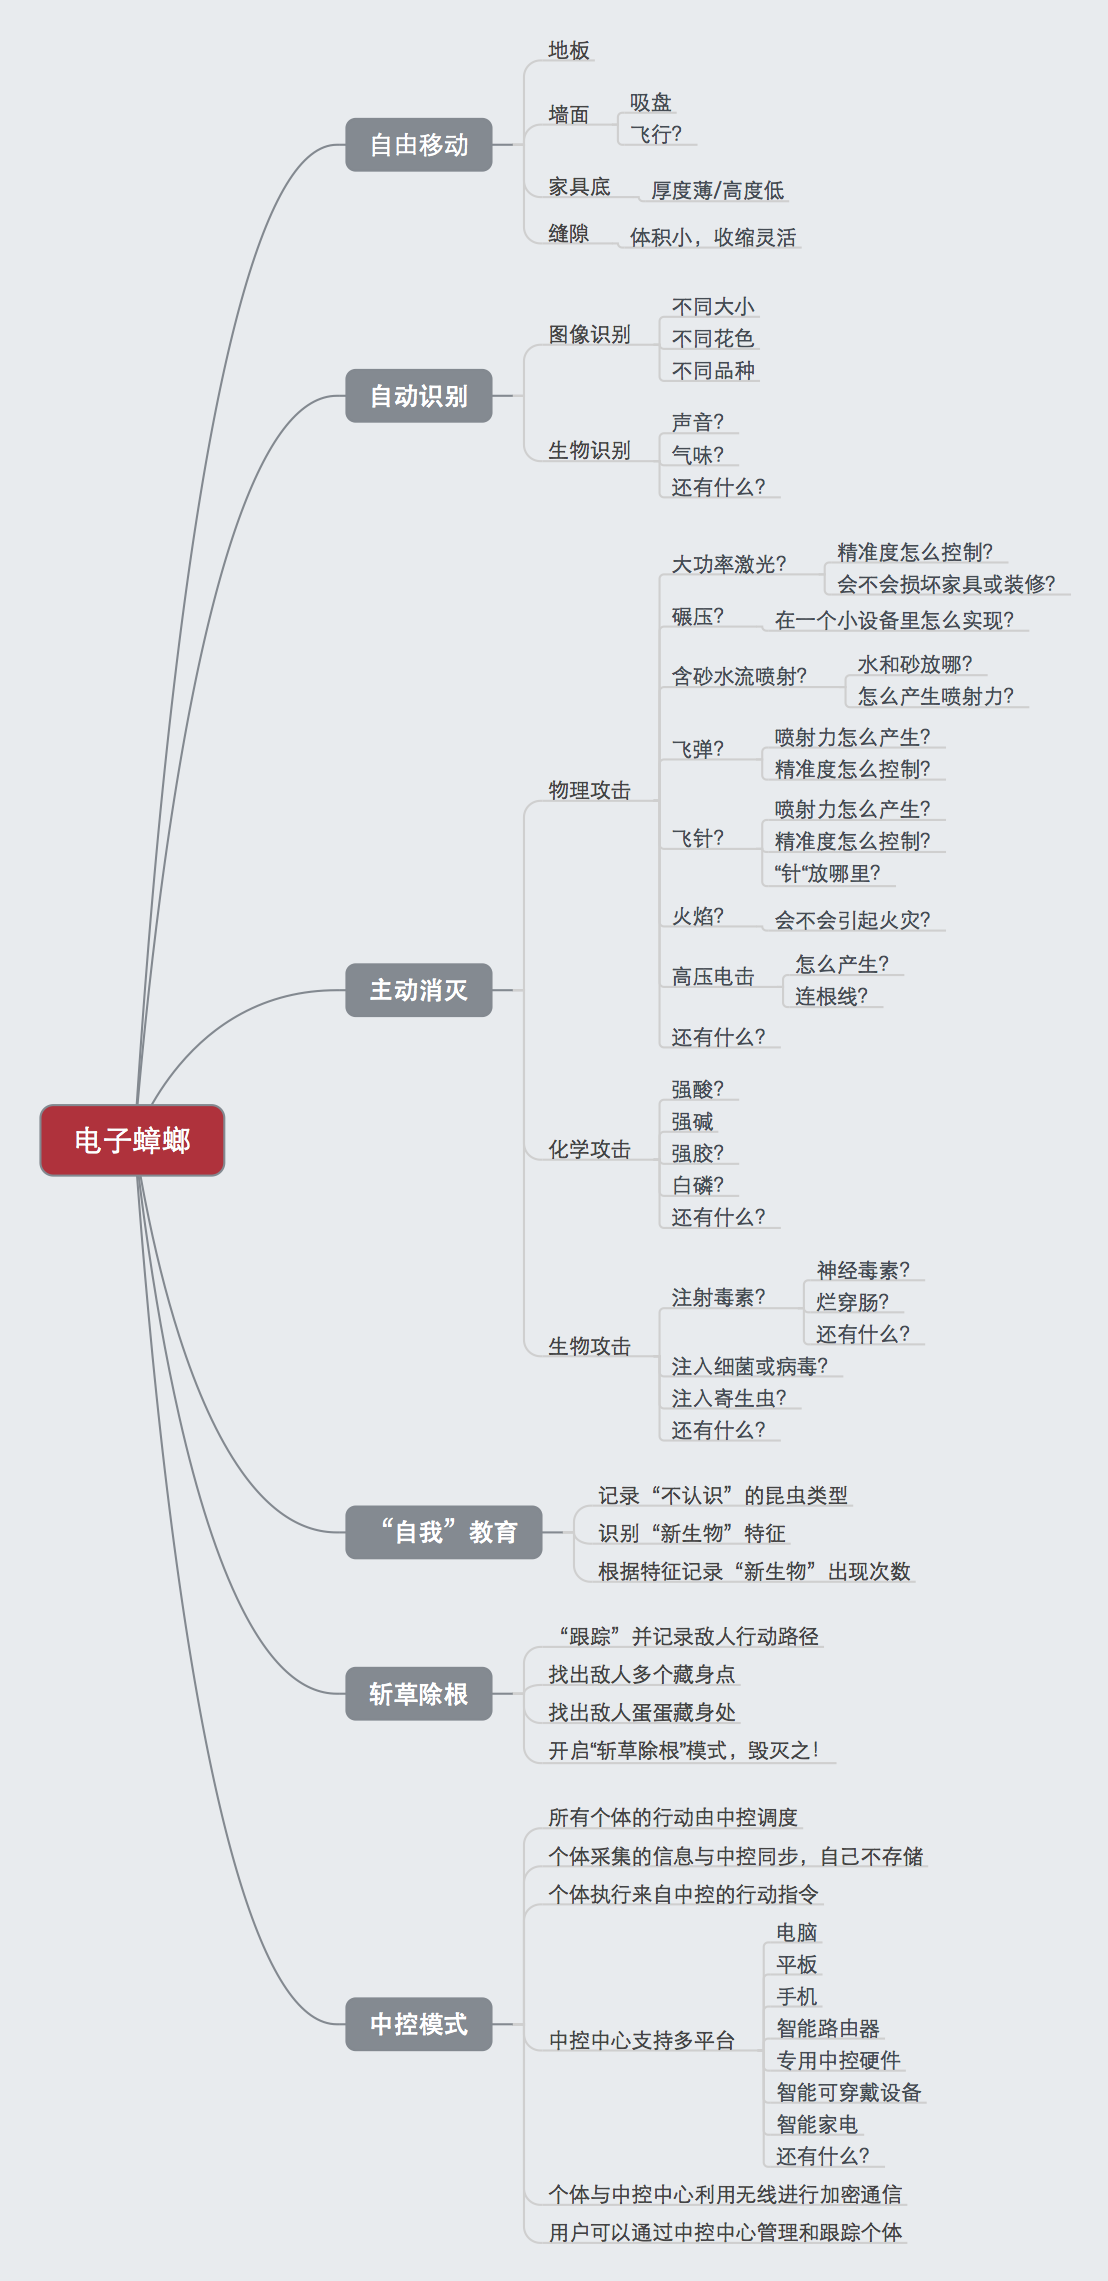 电子蟑螂
自由移动
地板
墙面
吸盘
飞行?
家具底
厚度薄/高度低
缝隙
体积小，收缩灵活
自动识别
图像识别
不同大小
不同花色
不同品种
生物识别
声音?
气味?
还有什么?
主动消灭
物理攻击
大功率激光?
精准度怎么控制?
会不会损坏家具或装修?
碾压?
在一个小设备里怎么实现?
含砂水流喷射?
水和砂放哪?
怎么产生喷射力?
飞弹?
喷射力怎么产生?
精准度怎么控制?
飞针?
喷射力怎么产生?
精准度怎么控制?
“针“放哪里?
火焰?
会不会引起火灾?
高压电击
怎么产生?
连根线?
还有什么?
化学攻击
强酸?
强碱
强胶?
白磷?
还有什么?
生物攻击
注射毒素?
神经毒素?
烂穿肠?
还有什么?
注入细菌或病毒?
注入寄生虫?
还有什么?
“自我”教育
记录“不认识”的昆虫类型
识别“新生物”特征
根据特征记录“新生物”出现次数
斩草除根
“跟踪”并记录敌人行动路径
找出敌人多个藏身点
找出敌人蛋蛋藏身处
开启“斩草除根”模式，毁灭之！
中控模式
所有个体的行动由中控调度
个体采集的信息与中控同步，自己不存储
个体执行来自中控的行动指令
中控中心支持多平台
电脑
平板
手机
智能路由器
专用中控硬件
智能可穿戴设备
智能家电
还有什么?
个体与中控中心利用无线进行加密通信
用户可以通过中控中心管理和跟踪个体